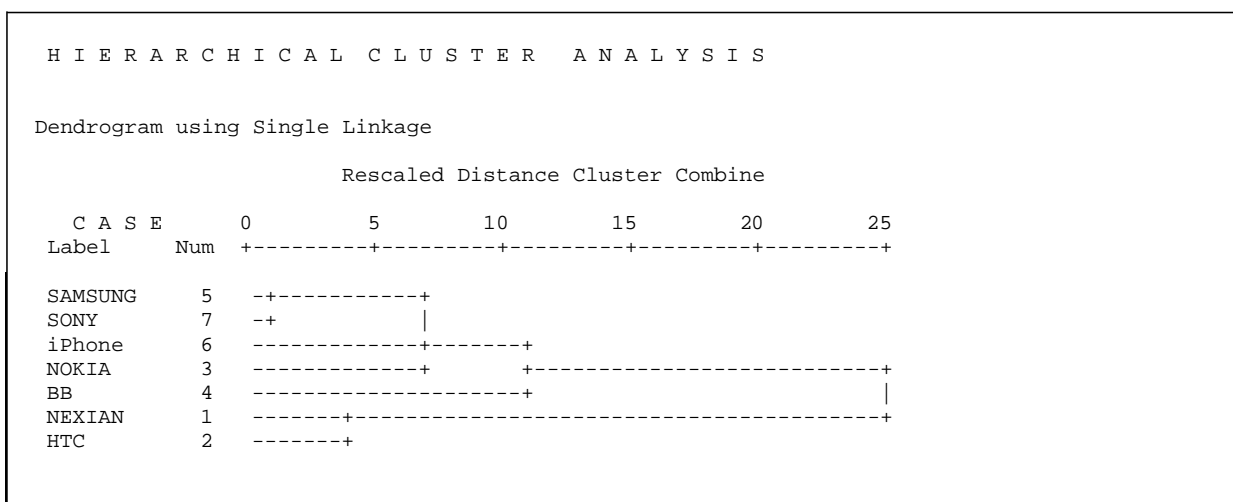 H I E R A R C H I C A L  C L U S T E R   A N A L Y S I S
Dendrogram using Single Linkage
Rescaled Distance Cluster Combine
C A S E      0         5        10        15        20        25
Label    Num  +---------+---------+---------+---------+---------+
SAMSUNG     5   -+-----------+
SONY        7   -+           |
iPhone      6   -------------+-------+
NOKIA       3   -------------+       +---------------------------+
BB          4   ---------------------+                           |
NEXIAN      1   -------+-----------------------------------------+
HTC         2   -------+